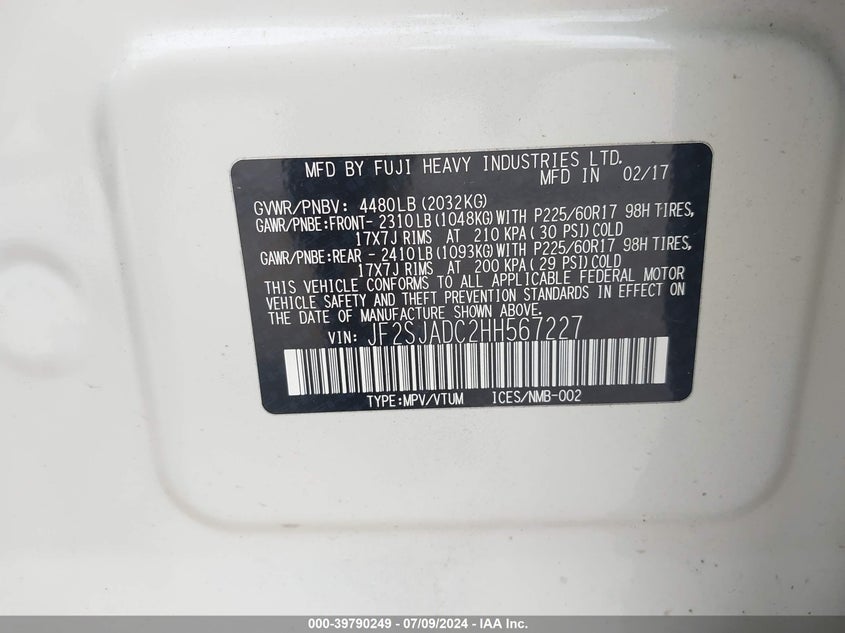 MFD BY FUJI HEAVY INDUSTRIES LTD.
MFD IN 02/17
GVWR/PNBV: 4480LB (2032KG)
GAWR/PNBE:FRONT- 2310LB (1048KG) WITH P225/60R17 98H TIRES,
17X7J RIMS AT 210 KPA (30 PSI) COLD
GAWR/PNBE:REAR - 2410LB (1093KG) WITH P225/60R17 98H TIRES,
17X7J RIMS AT 200 KPA (29 PSI) COLD
THIS VEHICLE CONFORMS TO ALL APPLICABLE FEDERAL MOTOR
VEHICLE SAFETY AND THEFT PREVENTION STANDARDS IN EFFECT ON
THE DATE OF MANUFACTURE SHOWN ABOVE.
VIN: JF2SJADC2HH567227
TYPE:MPV/VTUM ICES/NMB-002
000-39790249 - 07/09/2024 - IAA Inc.